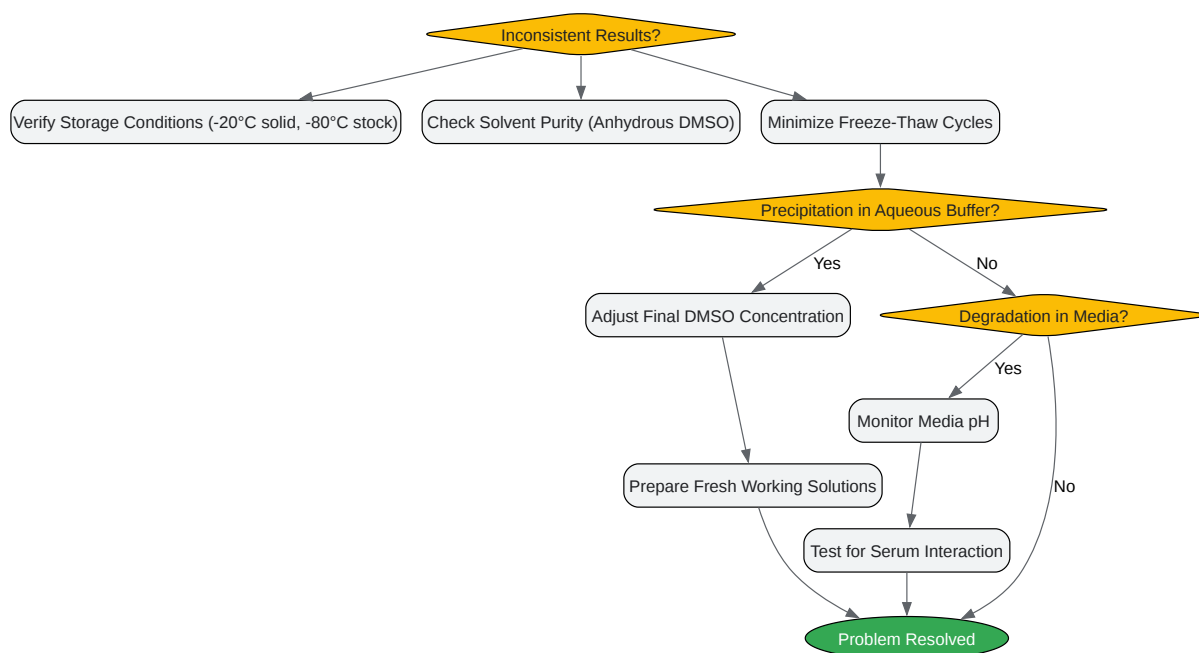 Inconsistent Results?
Verify Storage Conditions (-20°C solid, -80°C stock)
Check Solvent Purity (Anhydrous DMSO)
Minimize Freeze-Thaw Cycles
Precipitation in Aqueous Buffer?
Yes
No
Adjust Final DMSO Concentration
Degradation in Media?
Yes
Monitor Media pH
Prepare Fresh Working Solutions
No
Test for Serum Interaction
Problem Resolved